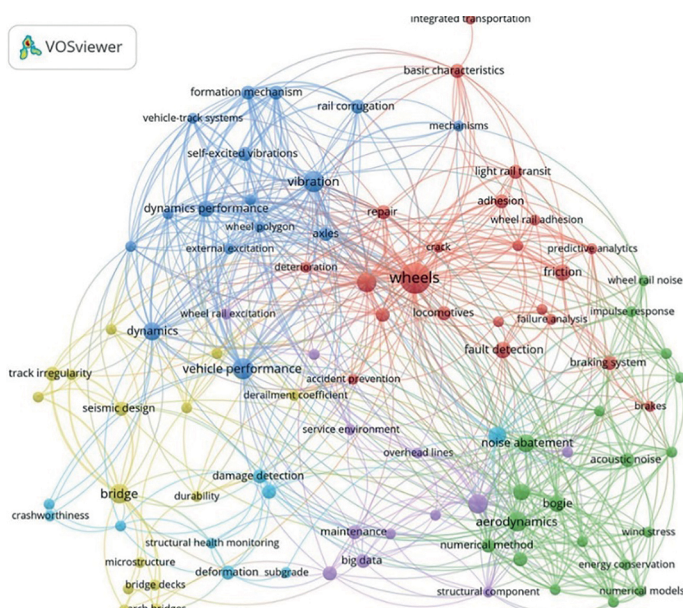 VOSviewer
integrated transportation
basic characteristics
formation mechanism
rail corrugation
vehicle-track systems
mechanisms
self-excited vibrations
light rail transit
vibration
adhesion
dynamics performance
repair
wheel rail adhesion
wheel polygon
axles
external excitation
crack
predictive analytics
deterioration
friction
wheels
wheel rail noise
wheel rail excitation
locomotives
impulse response
failure analysis
dynamics
fault detection
braking system
vehicle performance
track irregularity
accident prevention
derailment coefficient
seismic design
brakes
service environment
noise abatement
overhead lines
acoustic noise
damage detection
bridge
durability
bogie
crashworthiness
aerodynamics
maintenance
wind stress
structural health monitoring
numerical method
microstructure
big data
energy conservation
deformation
subgrade
bridge decks
structural component
numerical models
arch bridges